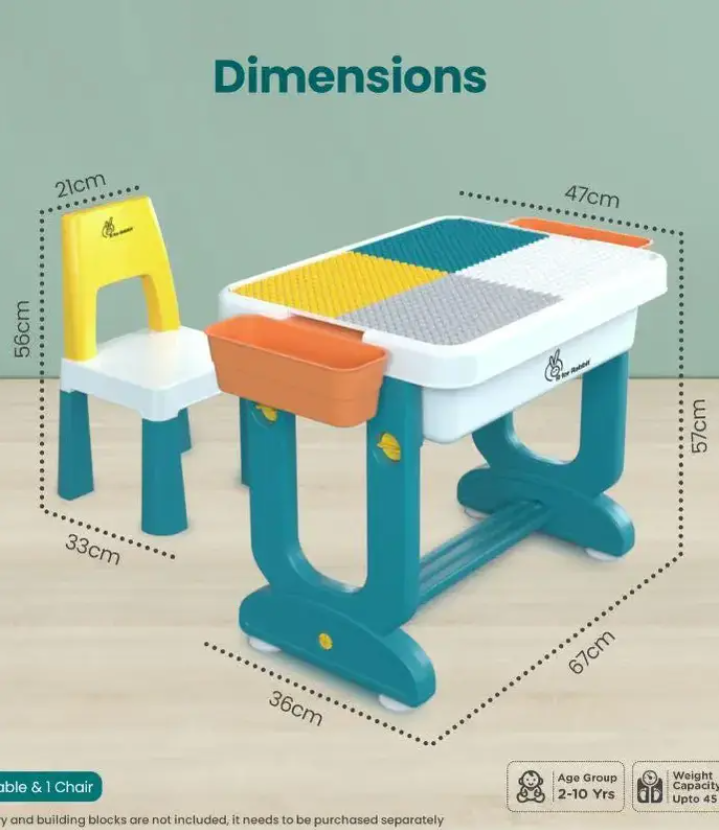 Dimensions
21cm
47cm
R for Rabbit
56cm
R for Rabbit
57cm
33cm
67cm
36cm
able & 1 Chair
Age Group
2-10 Yrs
Weight
Capacity
Upto 45
ry and building blocks are not included, it needs to be purchased separately